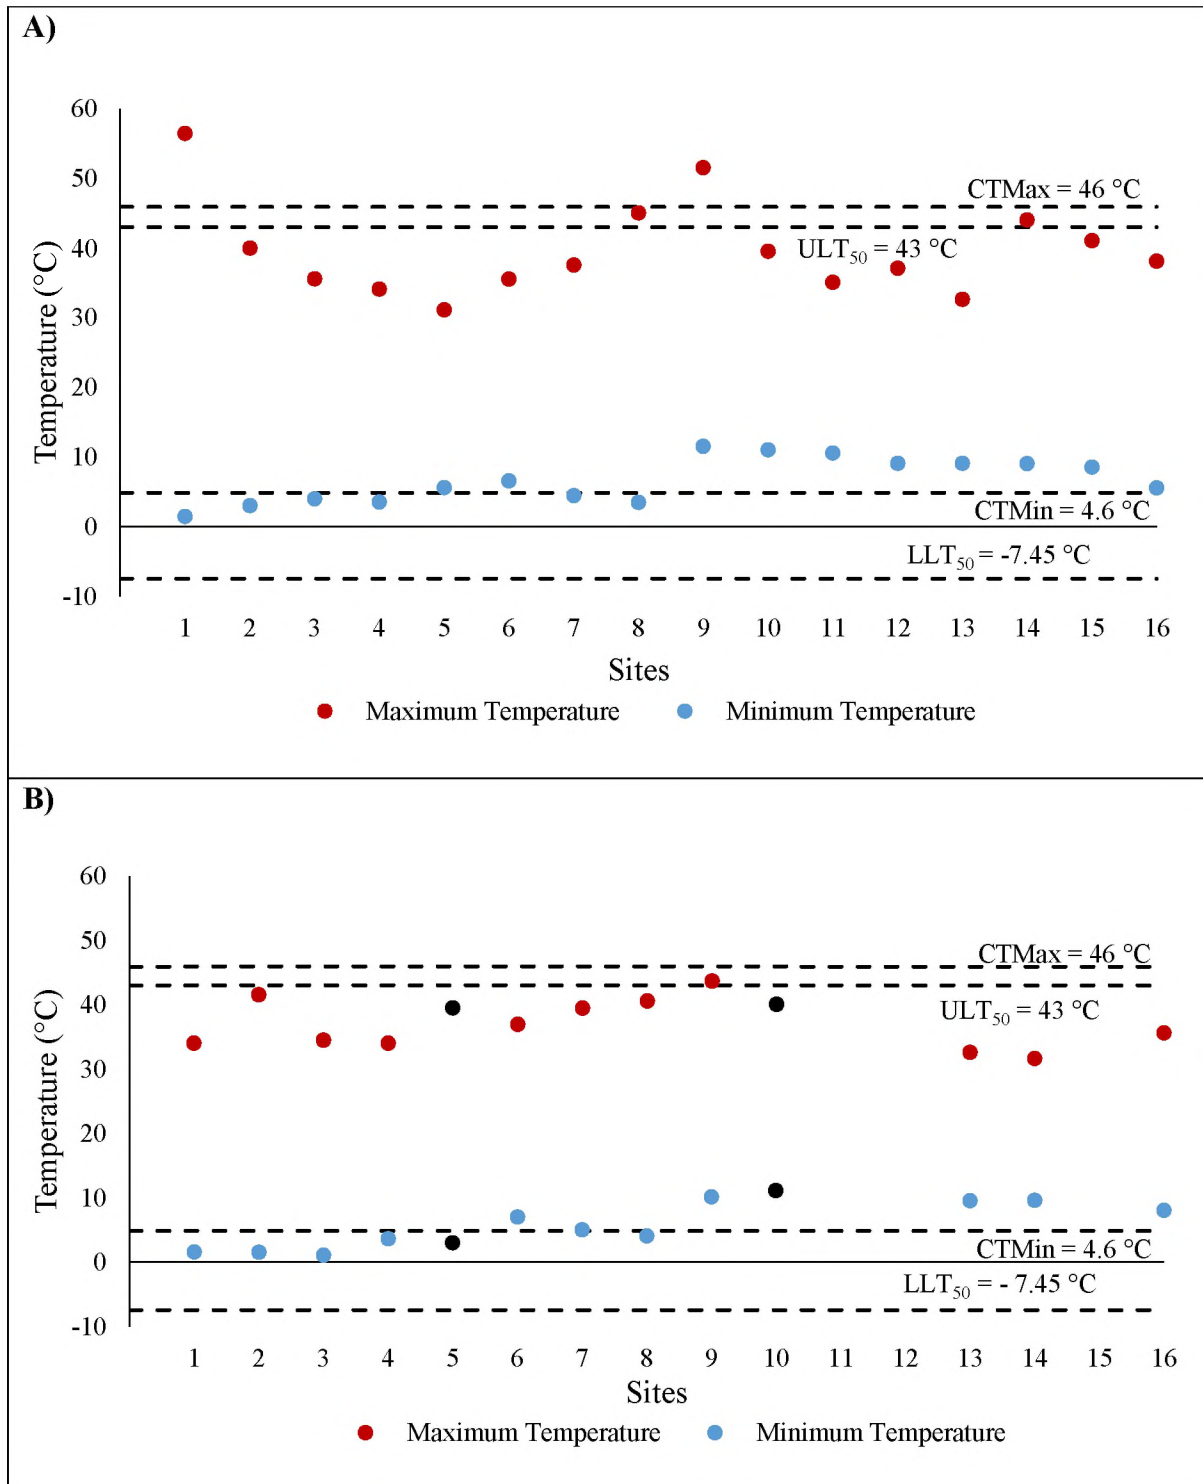 A)
60
50
40
30
20
10
0
-10
Temperature (°C)
CTMax = 46 °C
ULT50 = 43 °C
CTMin = 4.6 °C
LLT50 = -7.45 °C
1 2 3 4 5 6 7 8 9 10 11 12 13 14 15 16
Sites
Maximum Temperature Minimum Temperature
B)
60
50
40
30
20
10
0
-10
Temperature (°C)
CTMax = 46 °C
ULT50 = 43 °C
CTMin = 4.6 °C
LLT50 = - 7.45 °C
1 2 3 4 5 6 7 8 9 10 11 12 13 14 15 16
Sites
Maximum Temperature Minimum Temperature